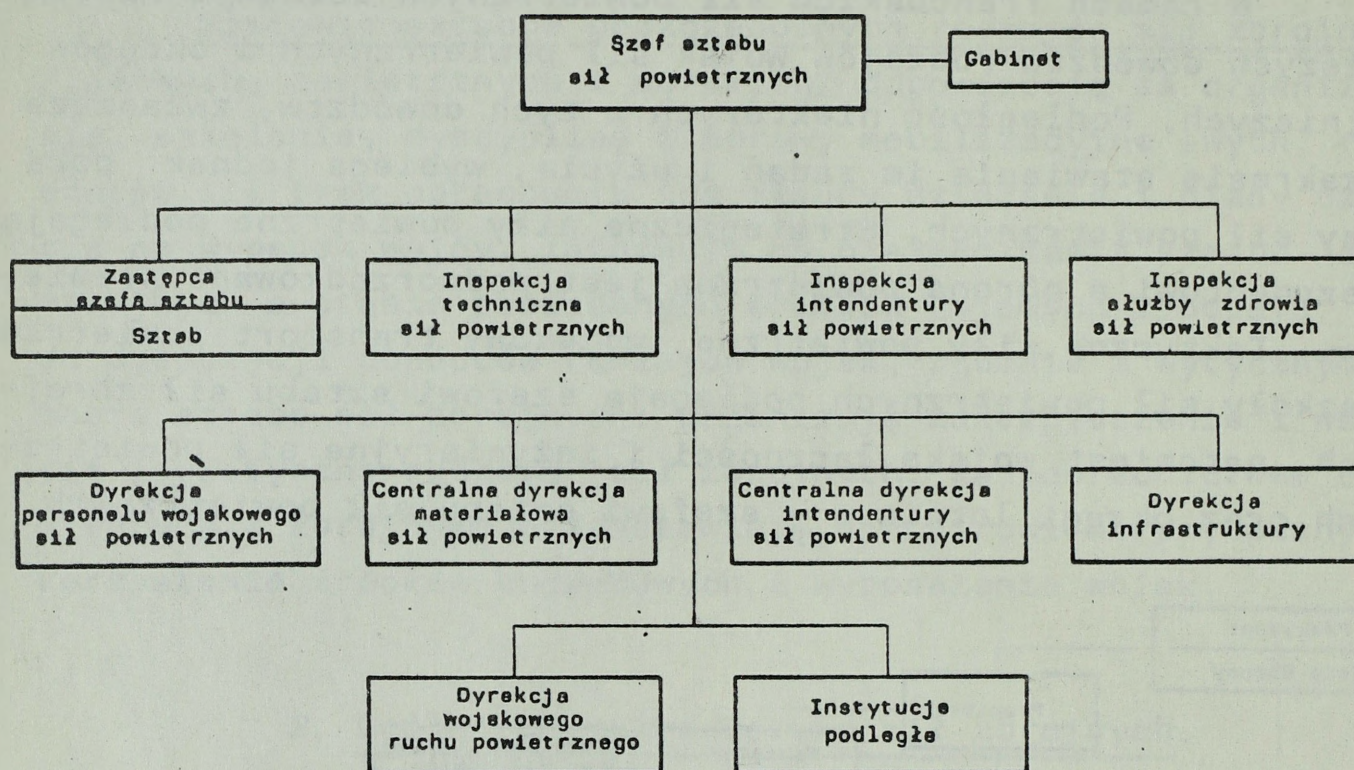 Szef sztabu
sił powietrznych
Gabinet
Zastępca
szefa sztabu
Sztab
Inspekcja
techniczna
sił powietrznych
Inspekcja
intendentury
sił powietrznych
Inspekcja
służby zdrowia
sił powietrznych
Dyrekcja
personelu wojskowego
sił powietrznych
Centralna dyrekcja
materiałowa
sił powietrznych
Centralna dyrekcja
intendentury
sił powietrznych
Dyrekcja
infrastruktury
Dyrekcja
wojskowego
ruchu powietrznego
Instytucje
podległe